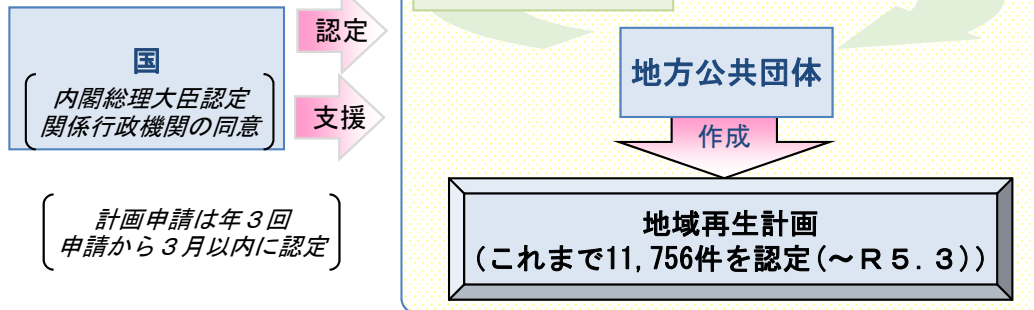 国
内閣総理大臣認定
関係行政機関の同意
認定
支援
計画申請は年３回
申請から３月以内に認定
地方公共団体
作成
地域再生計画
（これまで11,756件を認定（～Ｒ５．３））